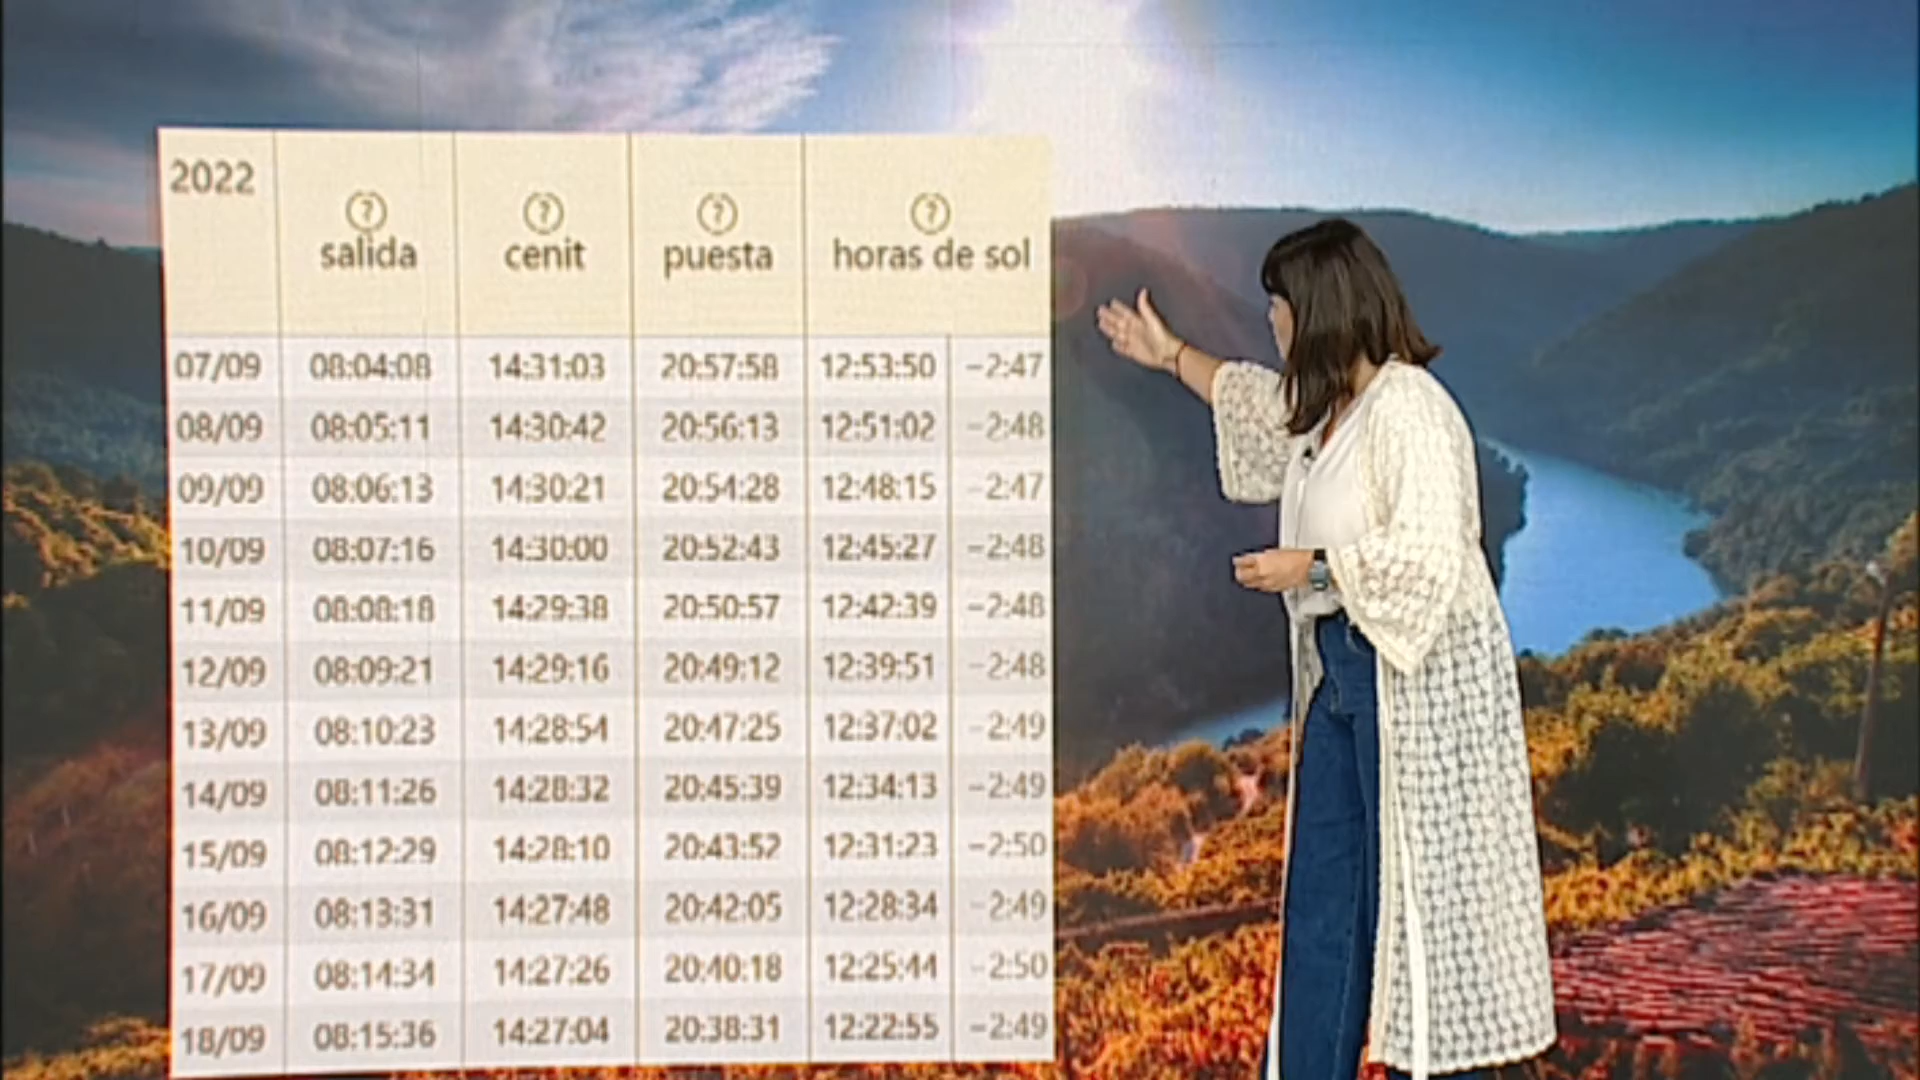 2022
? ? ? ?
salida cenit puesta horas de sol
07/09 08:04:08 14:31:03 20:57:58 12:53:50 −2:47
08/09 08:05:11 14:30:42 20:56:13 12:51:02 −2:48
09/09 08:06:13 14:30:21 20:54:28 12:48:15 −2:47
10/09 08:07:16 14:30:00 20:52:43 12:45:27 −2:48
11/09 08:08:18 14:29:38 20:50:57 12:42:39 −2:48
12/09 08:09:21 14:29:16 20:49:12 12:39:51 −2:48
13/09 08:10:23 14:28:54 20:47:25 12:37:02 −2:49
14/09 08:11:26 14:28:32 20:45:39 12:34:13 −2:49
15/09 08:12:29 14:28:10 20:43:52 12:31:23 −2:50
16/09 08:13:31 14:27:48 20:42:05 12:28:34 −2:49
17/09 08:14:34 14:27:26 20:40:18 12:25:44 −2:50
18/09 08:15:36 14:27:04 20:38:31 12:22:55 −2:49